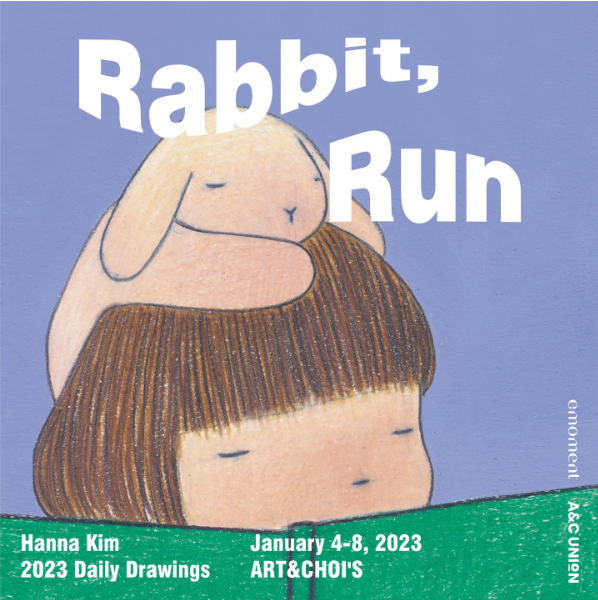 Rabbit,
Run
Hanna Kim
2023 Daily Drawings
January 4-8, 2023
ART&CHOI'S
emoment
A&C UNION